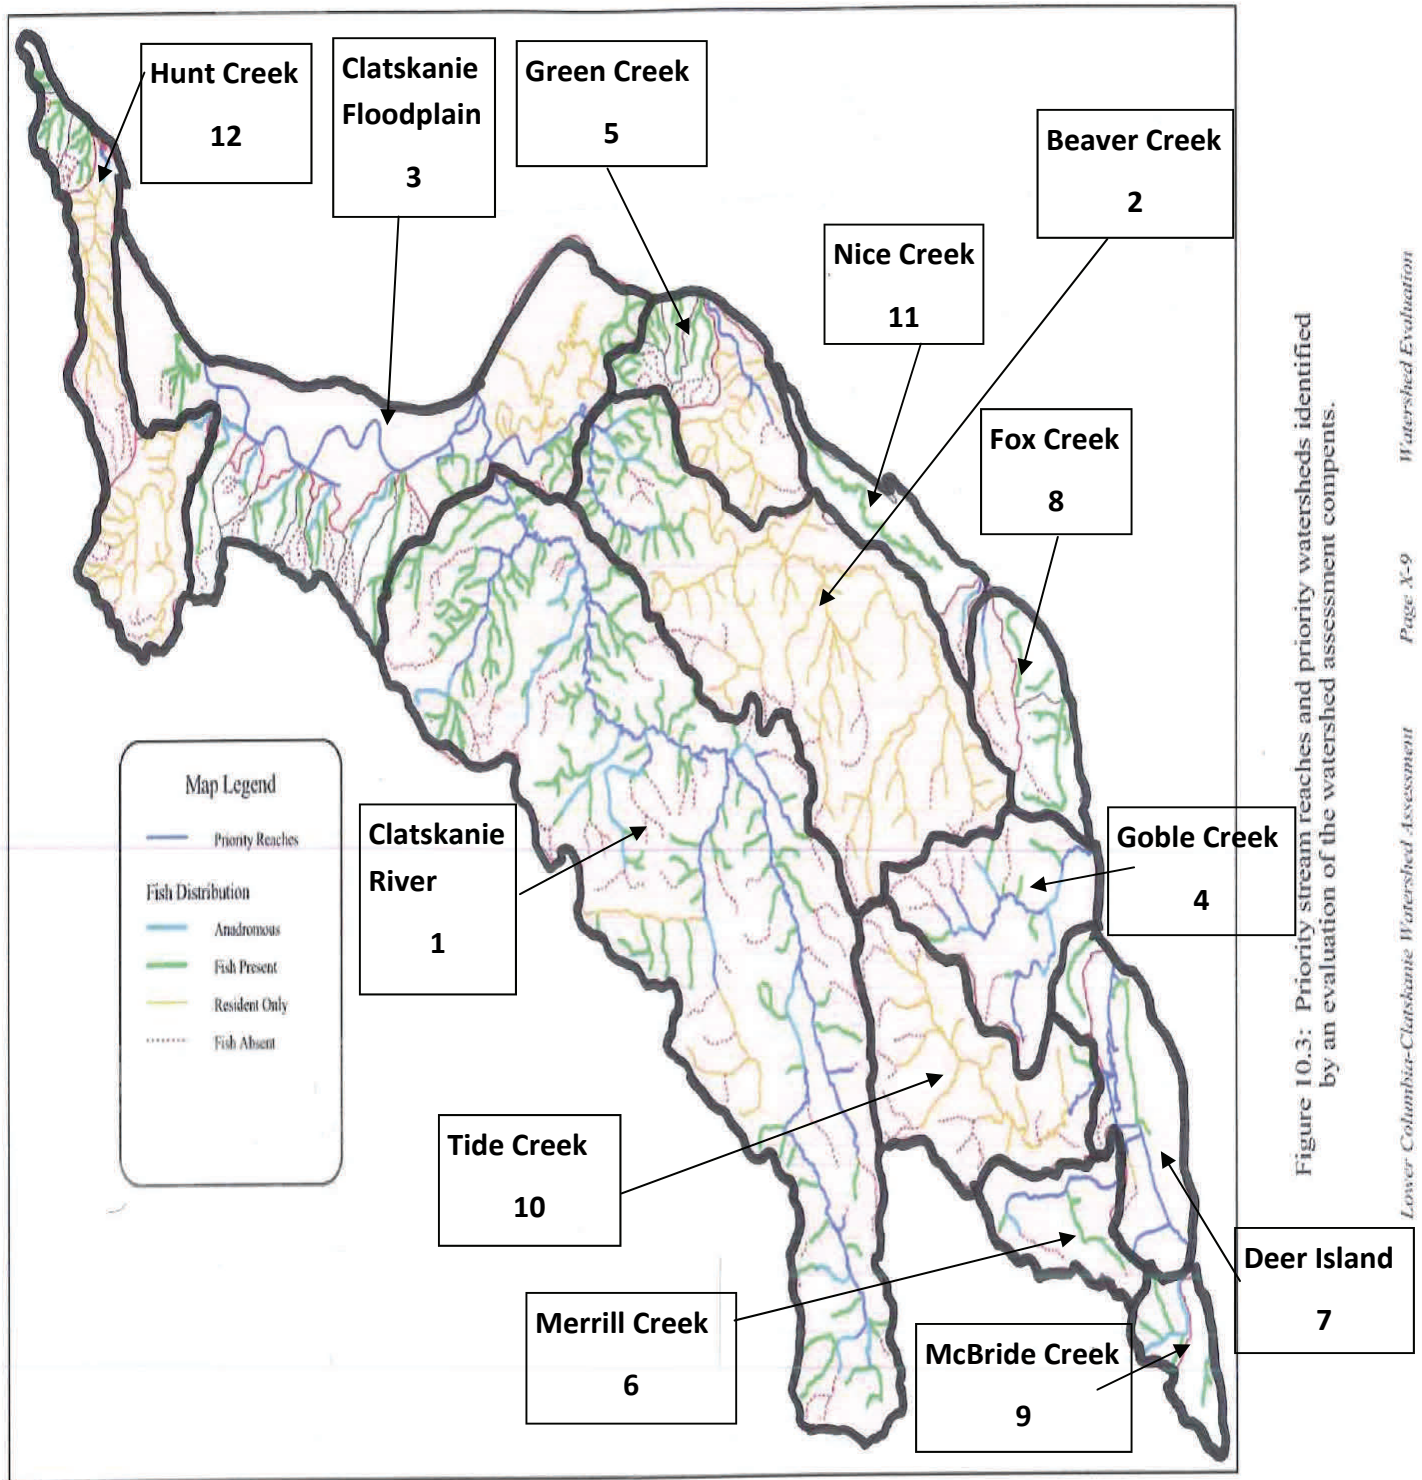 Hunt Creek
12
Clatskanie
Floodplain
3
Green Creek
5
Beaver Creek
2
Nice Creek
11
Fox Creek
8
Goble Creek
4
Clatskanie
River
1
Tide Creek
10
Merrill Creek
6
McBride Creek
9
Deer Island
7
Map Legend
Priority Reaches
Fish Distribution
Anadromous
Fish Present
Resident Only
Fish Absent
Figure 10.3: Priority stream reaches and priority watersheds identified
by an evaluation of the watershed assessment compents.
Lower Columbia-Clatskanie Watershed Assessment Page X-9 Watershed Evaluation